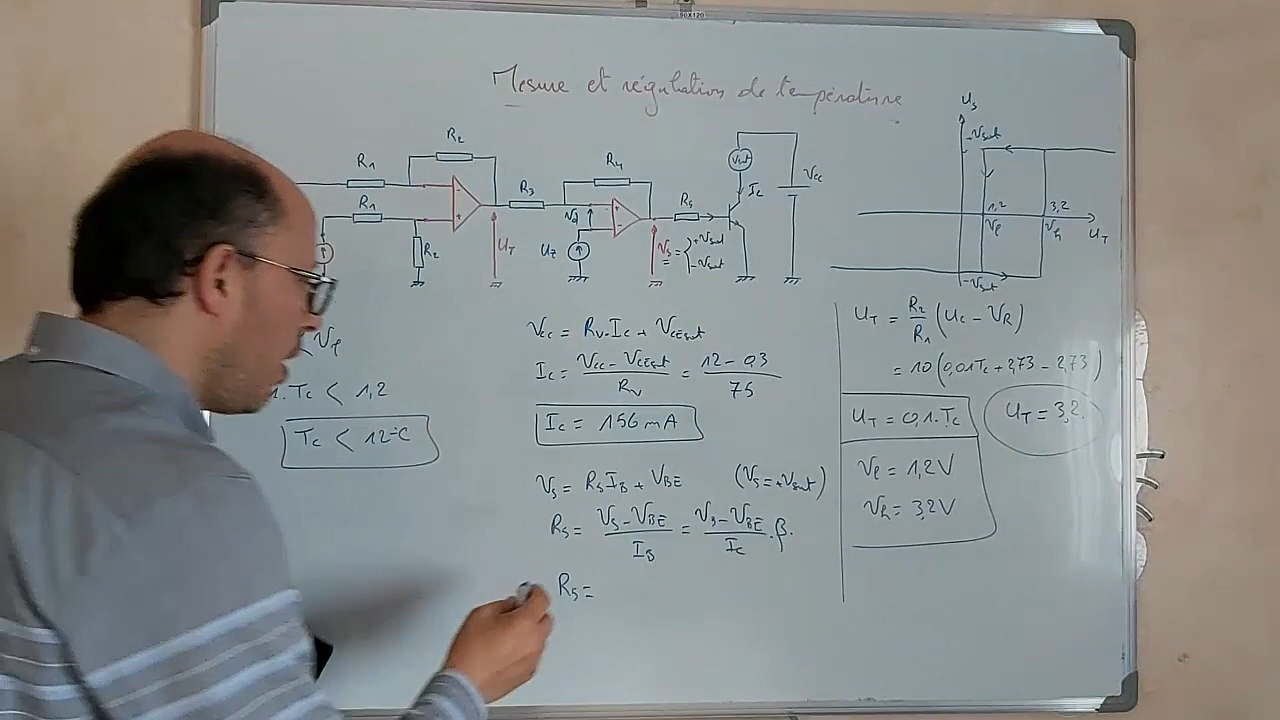 90X120
Mesure et régulation de température
R1
R2
R1
R2
UT
R3
R4
Vd
Uz
Vs = +Vsat
-Vsat
R5
Vent
Ic
Vcc
Us
+Vsat
1,2
3,2
Vl
Vh
UT
-Vsat
< Vl
. Tc < 1,2
Tc < 12°C
Vcc = Rv.Ic + VCEsat
Ic = Vcc - VCEsat / Rv = 12 - 0,3 / 75
Ic = 156 mA
Vs = R5 IB + VBE (Vs = +Vsat)
R5 = Vs - VBE / IB = Vs - VBE / Ic . β
R5 =
UT = R2 / R1 (Uc - VR)
= 10 (0,01Tc + 2,73 - 2,73)
UT = 0,1.Tc
UT = 3,2
Vl = 1,2V
Vh = 3,2V